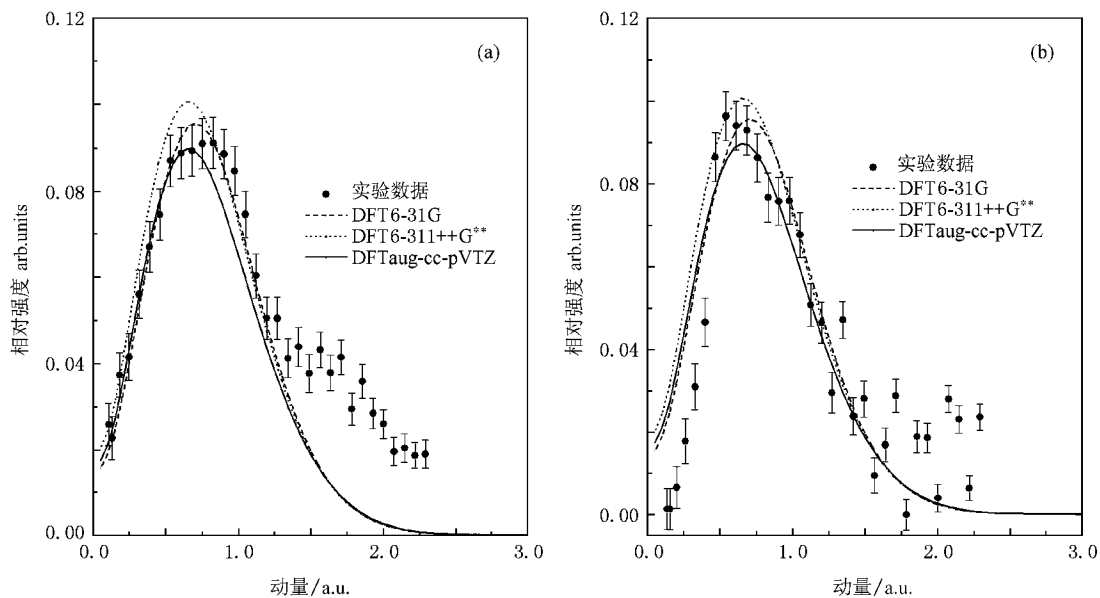 0.12
0.08
0.04
0.00
相对强度 arb.units
(a)
实验数据
DFT6-31G
DFT6-311++G**
DFTaug-cc-pVTZ
0.0
1.0
2.0
3.0
动量/a.u.
0.12
0.08
0.04
0.00
相对强度 arb.units
(b)
实验数据
DFT6-31G
DFT6-311++G**
DFTaug-cc-pVTZ
0.0
1.0
2.0
3.0
动量/a.u.